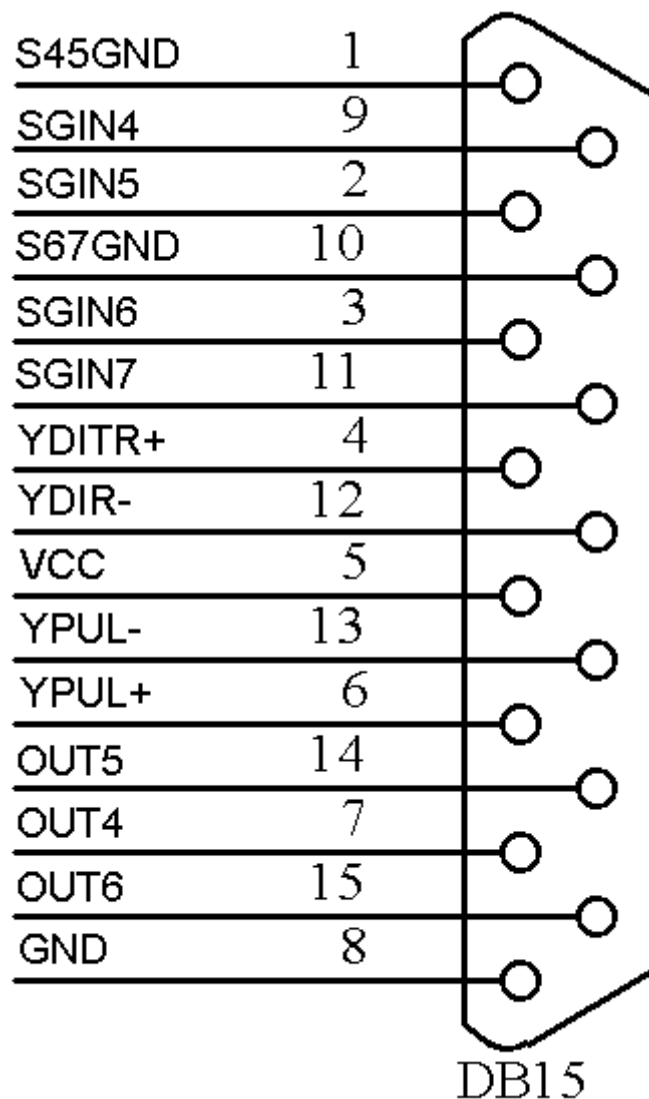 S45GND 1
SGIN4 9
SGIN5 2
S67GND 10
SGIN6 3
SGIN7 11
YDITR+ 4
YDIR- 12
VCC 5
YPUL- 13
YPUL+ 6
OUT5 14
OUT4 7
OUT6 15
GND 8
DB15